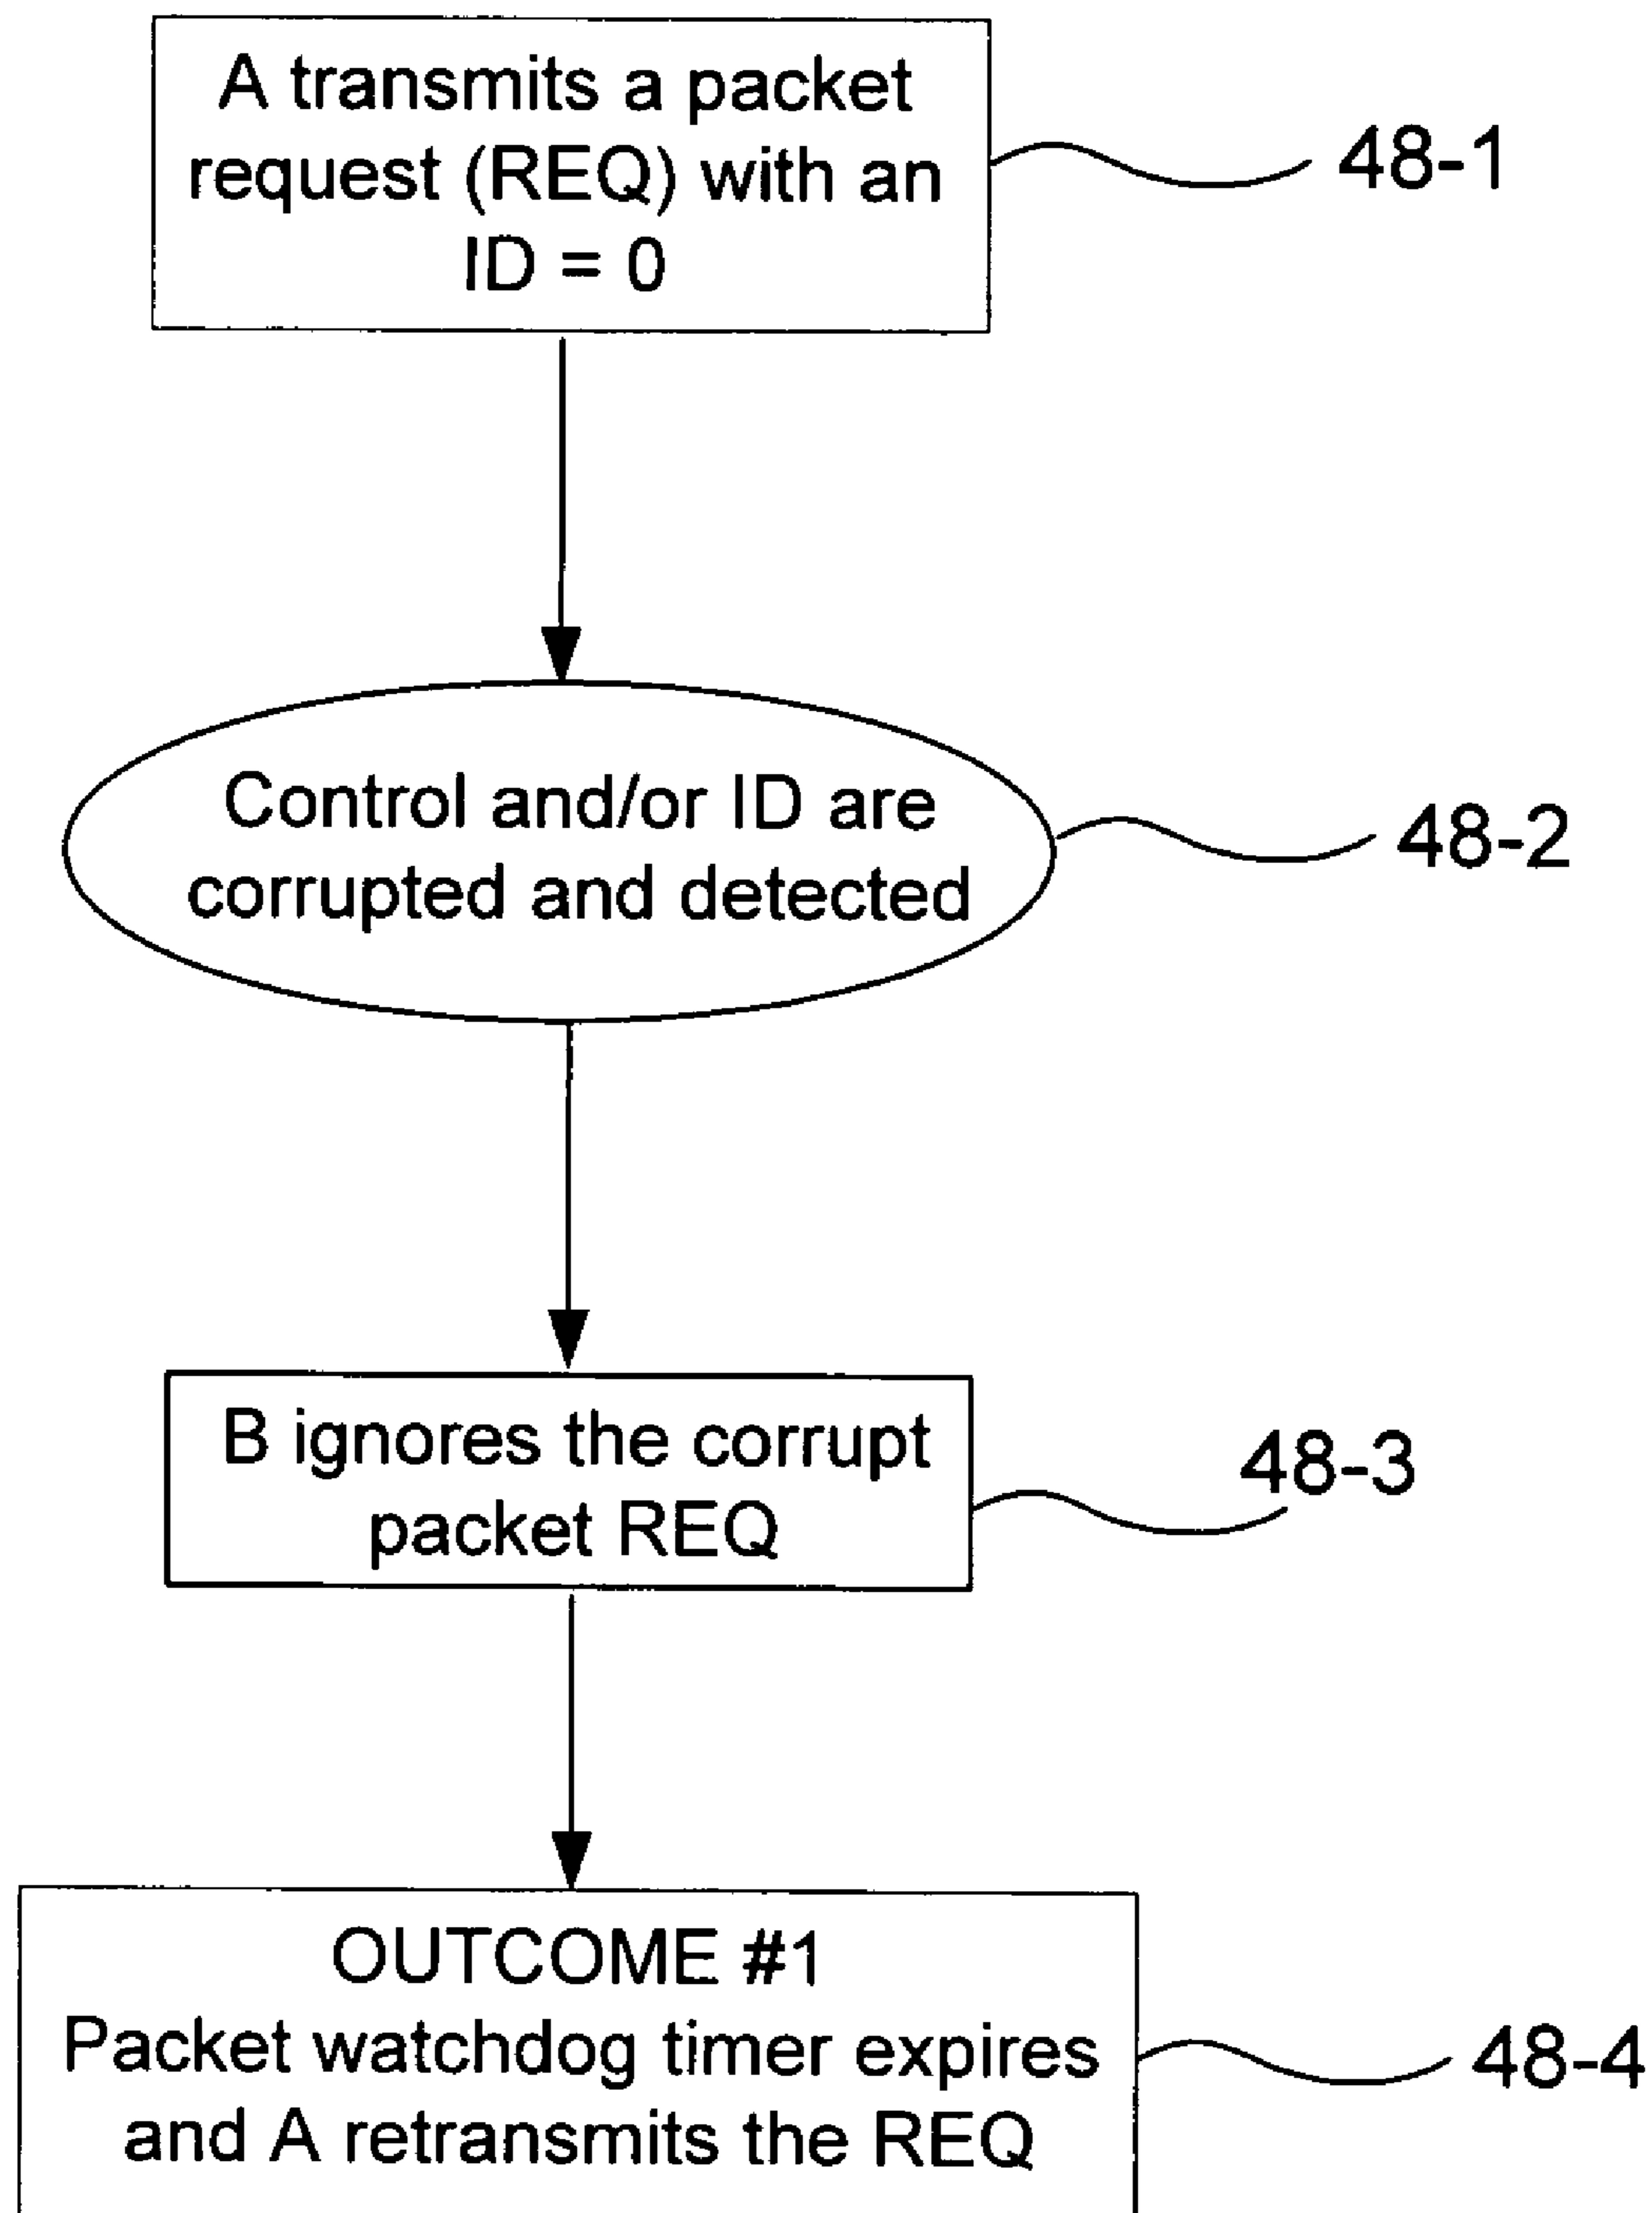 A transmits a packet
request (REQ) with an
ID = 0
48-1
Control and/or ID are
corrupted and detected
48-2
B ignores the corrupt
packet REQ
48-3
OUTCOME #1
Packet watchdog timer expires
and A retransmits the REQ
48-4